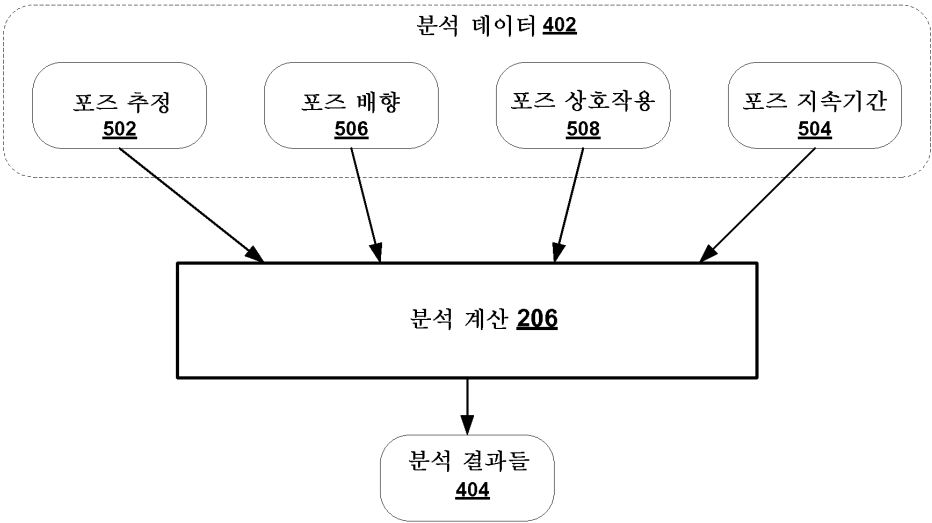 분석 데이터 402
포즈 추정
502
포즈 배향
506
포즈 상호작용
508
포즈 지속기간
504
분석 계산 206
분석 결과들
404